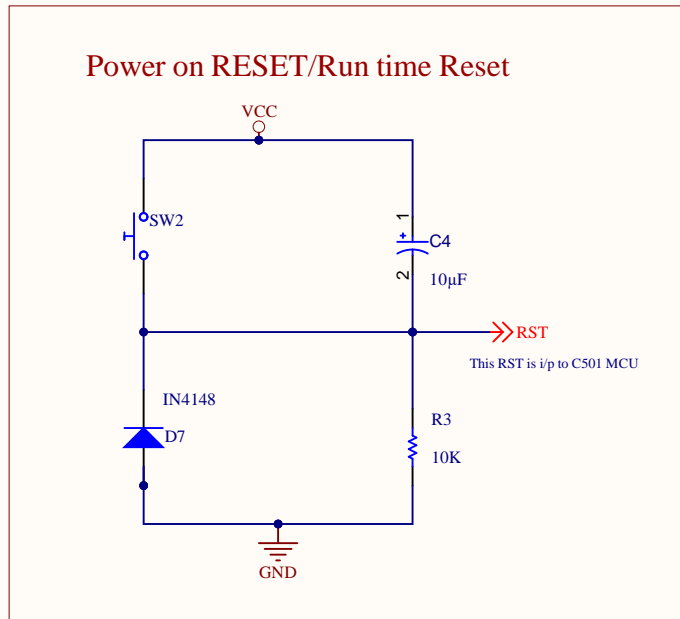 Power on RESET/Run time Reset
VCC
SW2
1
C4
2
10µF
RST
This RST is i/p to C501 MCU
IN4148
D7
R3
10K
GND